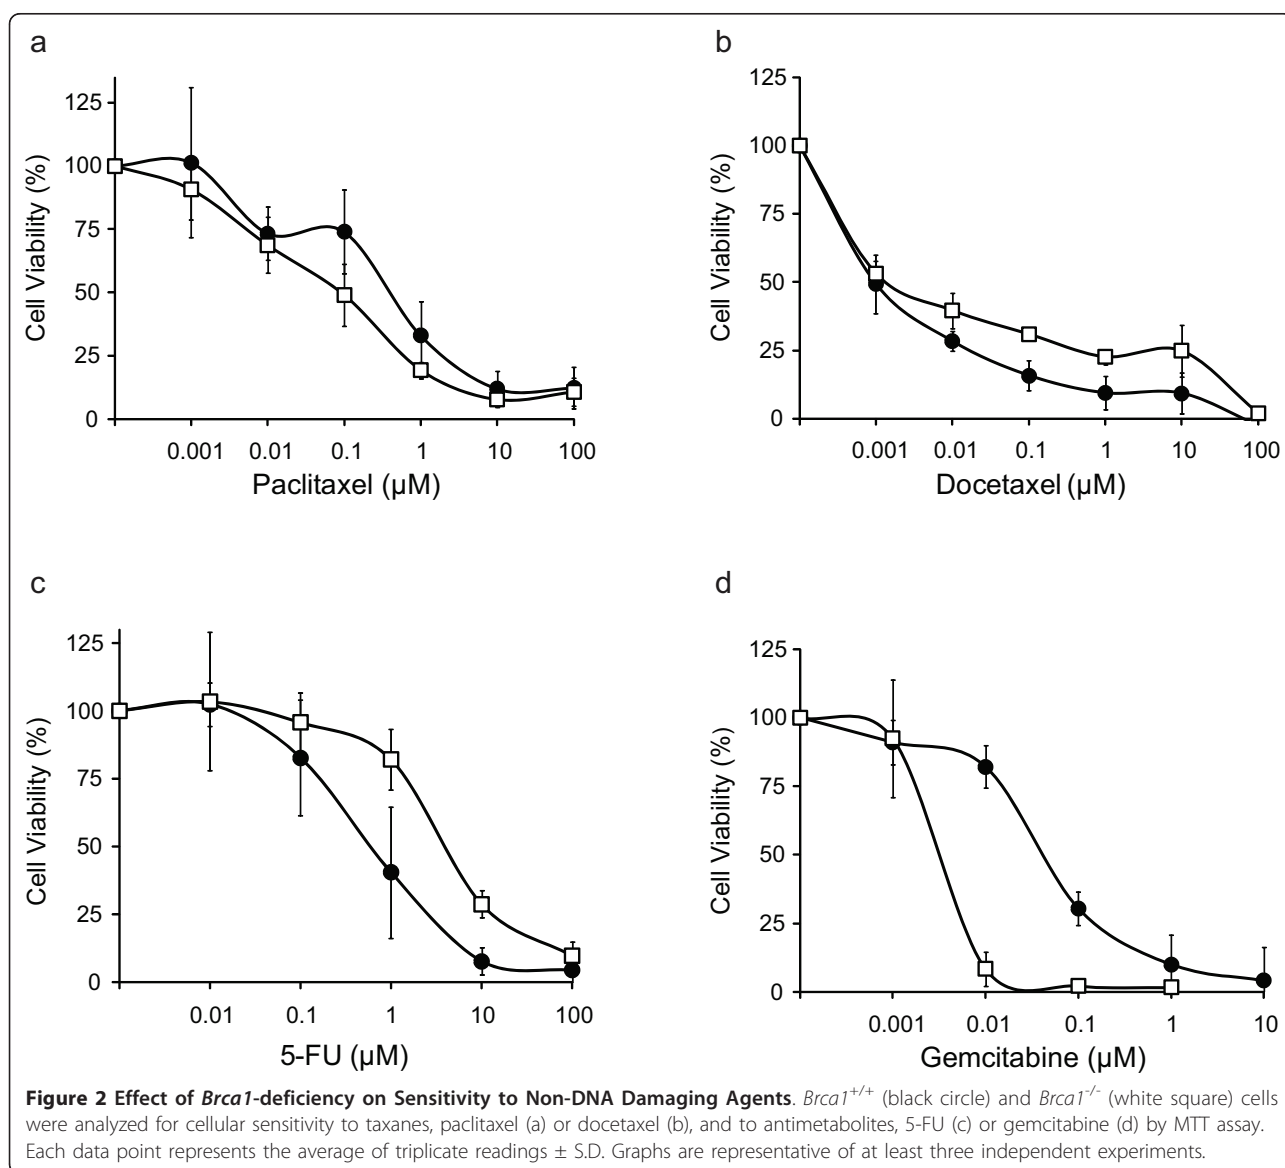 a
125
100
75
50
25
0
Cell Viability (%)
0.001 0.01 0.1 1 10 100
Paclitaxel (µM)
b
125
100
75
50
25
0
Cell Viability (%)
0.001 0.01 0.1 1 10 100
Docetaxel (µM)
c
125
100
75
50
25
0
Cell Viability (%)
0.01 0.1 1 10 100
5-FU (µM)
d
125
100
75
50
25
0
Cell Viability (%)
0.001 0.01 0.1 1 10
Gemcitabine (µM)
Figure 2 Effect of Brca1-deficiency on Sensitivity to Non-DNA Damaging Agents. Brca1+/+ (black circle) and Brca1-/- (white square) cells
were analyzed for cellular sensitivity to taxanes, paclitaxel (a) or docetaxel (b), and to antimetabolites, 5-FU (c) or gemcitabine (d) by MTT assay.
Each data point represents the average of triplicate readings ± S.D. Graphs are representative of at least three independent experiments.